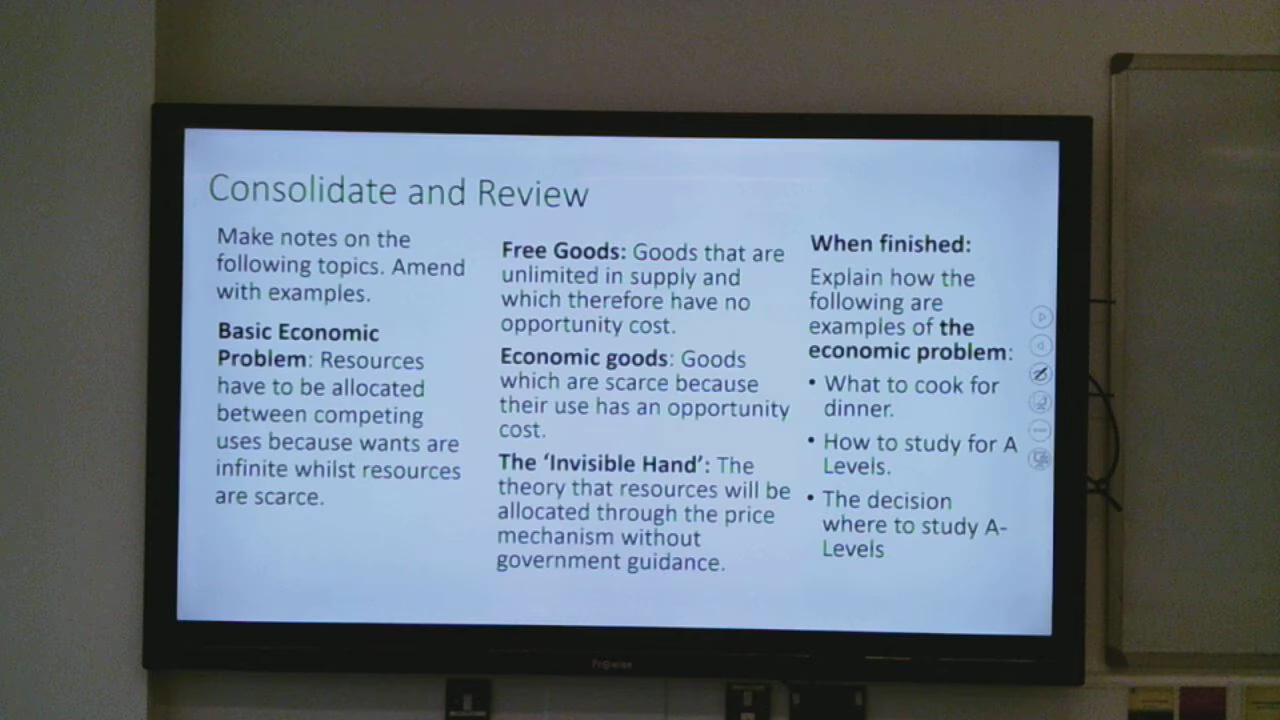 Consolidate and Review
Make notes on the
following topics. Amend
with examples.
Basic Economic
Problem: Resources
have to be allocated
between competing
uses because wants are
infinite whilst resources
are scarce.
Free Goods: Goods that are
unlimited in supply and
which therefore have no
opportunity cost.
Economic goods: Goods
which are scarce because
their use has an opportunity
cost.
The ‘Invisible Hand’: The
theory that resources will be
allocated through the price
mechanism without
government guidance.
When finished:
Explain how the
following are
examples of the
economic problem:
• What to cook for
dinner.
• How to study for A
Levels.
• The decision
where to study A-
Levels